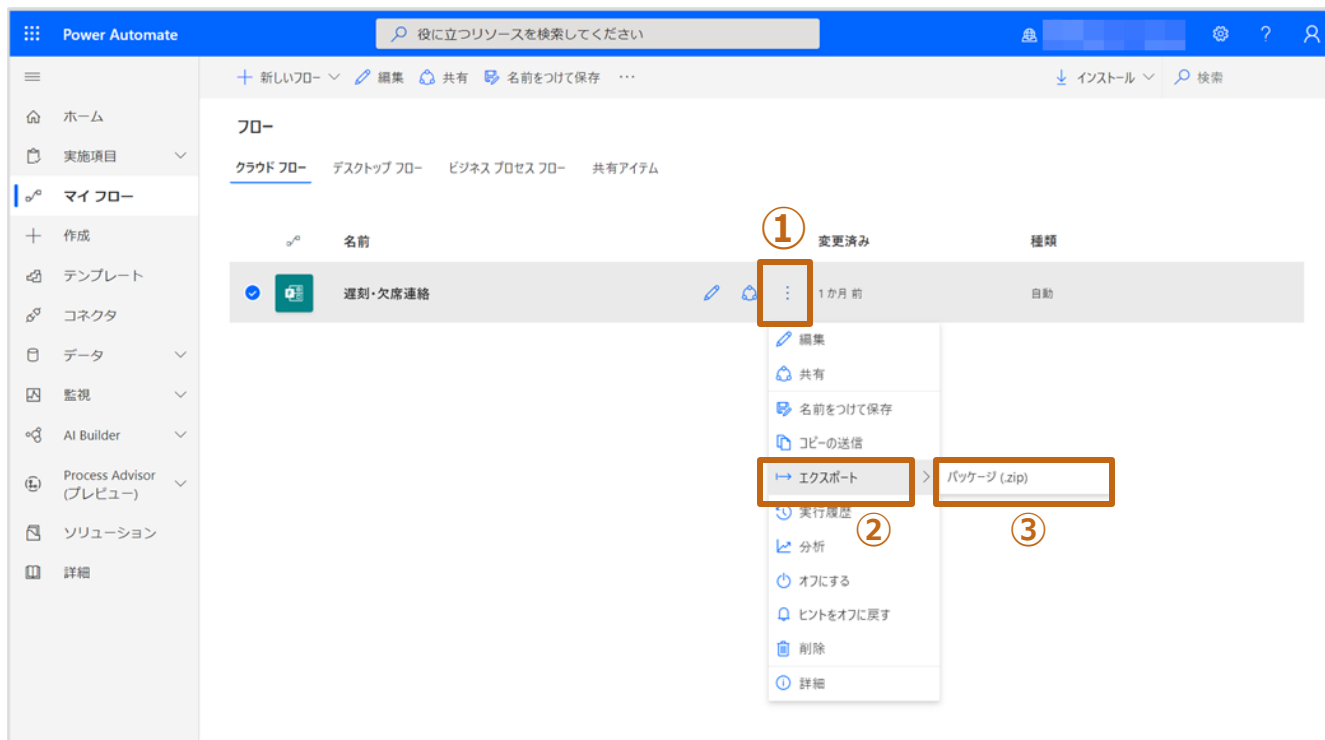 Power Automate
役に立つリソースを検索してください
?
新しいフロー 編集 共有 名前をつけて保存 …
インストール 検索
ホーム
実施項目
マイ フロー
作成
テンプレート
コネクタ
データ
監視
AI Builder
Process Advisor
(プレビュー)
ソリューション
詳細
フロー
クラウド フロー デスクトップ フロー ビジネス プロセス フロー 共有アイテム
①
名前 変更済み 種類
遅刻・欠席連絡 1 か月 前 自動
編集
共有
名前をつけて保存
コピーの送信
エクスポート パッケージ (.zip)
実行履歴
② ③
分析
オフにする
ヒントをオフに戻す
削除
詳細